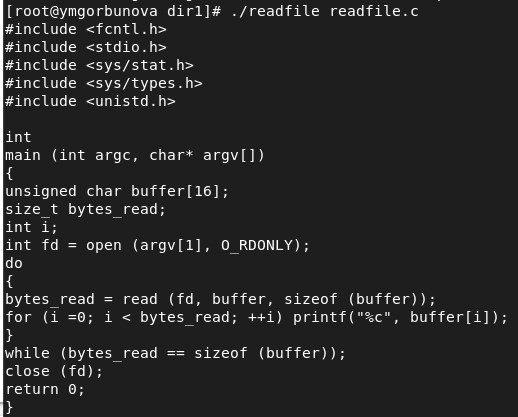 [root@ymgorbunova dir1]# ./readfile readfile.c
#include <fcntl.h>
#include <stdio.h>
#include <sys/stat.h>
#include <sys/types.h>
#include <unistd.h>

int
main (int argc, char* argv[])
{
unsigned char buffer[16];
size_t bytes_read;
int i;
int fd = open (argv[1], O_RDONLY);
do
{
bytes_read = read (fd, buffer, sizeof (buffer));
for (i =0; i < bytes_read; ++i) printf("%c", buffer[i]);
}
while (bytes_read == sizeof (buffer));
close (fd);
return 0;
}